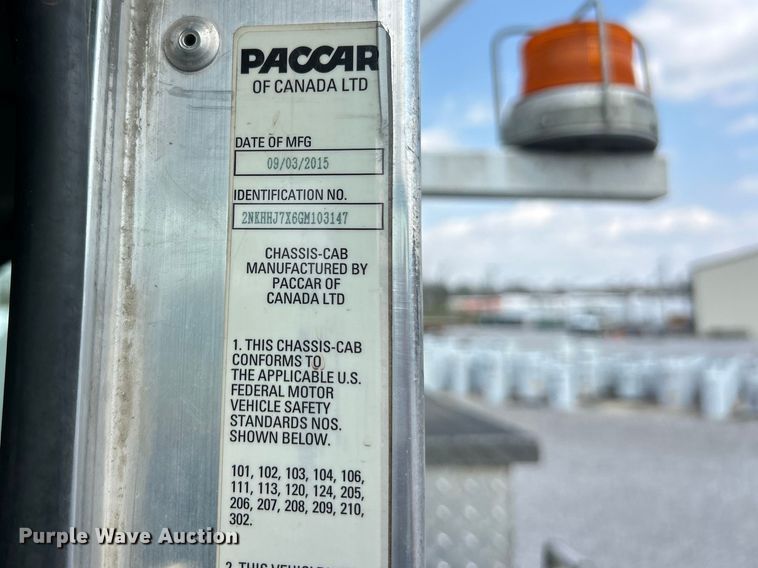 PACCAR
OF CANADA LTD
DATE OF MFG
09/03/2015
IDENTIFICATION NO.
2NKHHJ7X6GM103147
CHASSIS-CAB
MANUFACTURED BY
PACCAR OF
CANADA LTD
1. THIS CHASSIS-CAB
CONFORMS TO
THE APPLICABLE U.S.
FEDERAL MOTOR
VEHICLE SAFETY
STANDARDS NOS.
SHOWN BELOW.
101, 102, 103, 104, 106,
111, 113, 120, 124, 205,
206, 207, 208, 209, 210,
302.
2. THIS
Purple Wave Auction